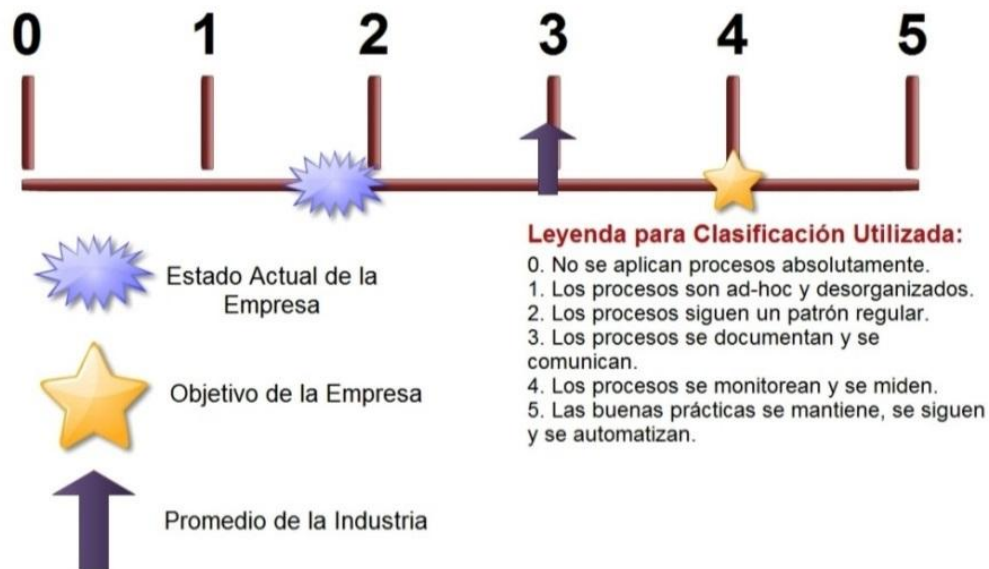 0 1 2 3 4 5
Estado Actual de la
Empresa
Objetivo de la Empresa
Promedio de la Industria
Leyenda para Clasificación Utilizada:
0. No se aplican procesos absolutamente.
1. Los procesos son ad-hoc y desorganizados.
2. Los procesos siguen un patrón regular.
3. Los procesos se documentan y se
comunican.
4. Los procesos se monitorean y se miden.
5. Las buenas prácticas se mantiene, se siguen
y se automatizan.